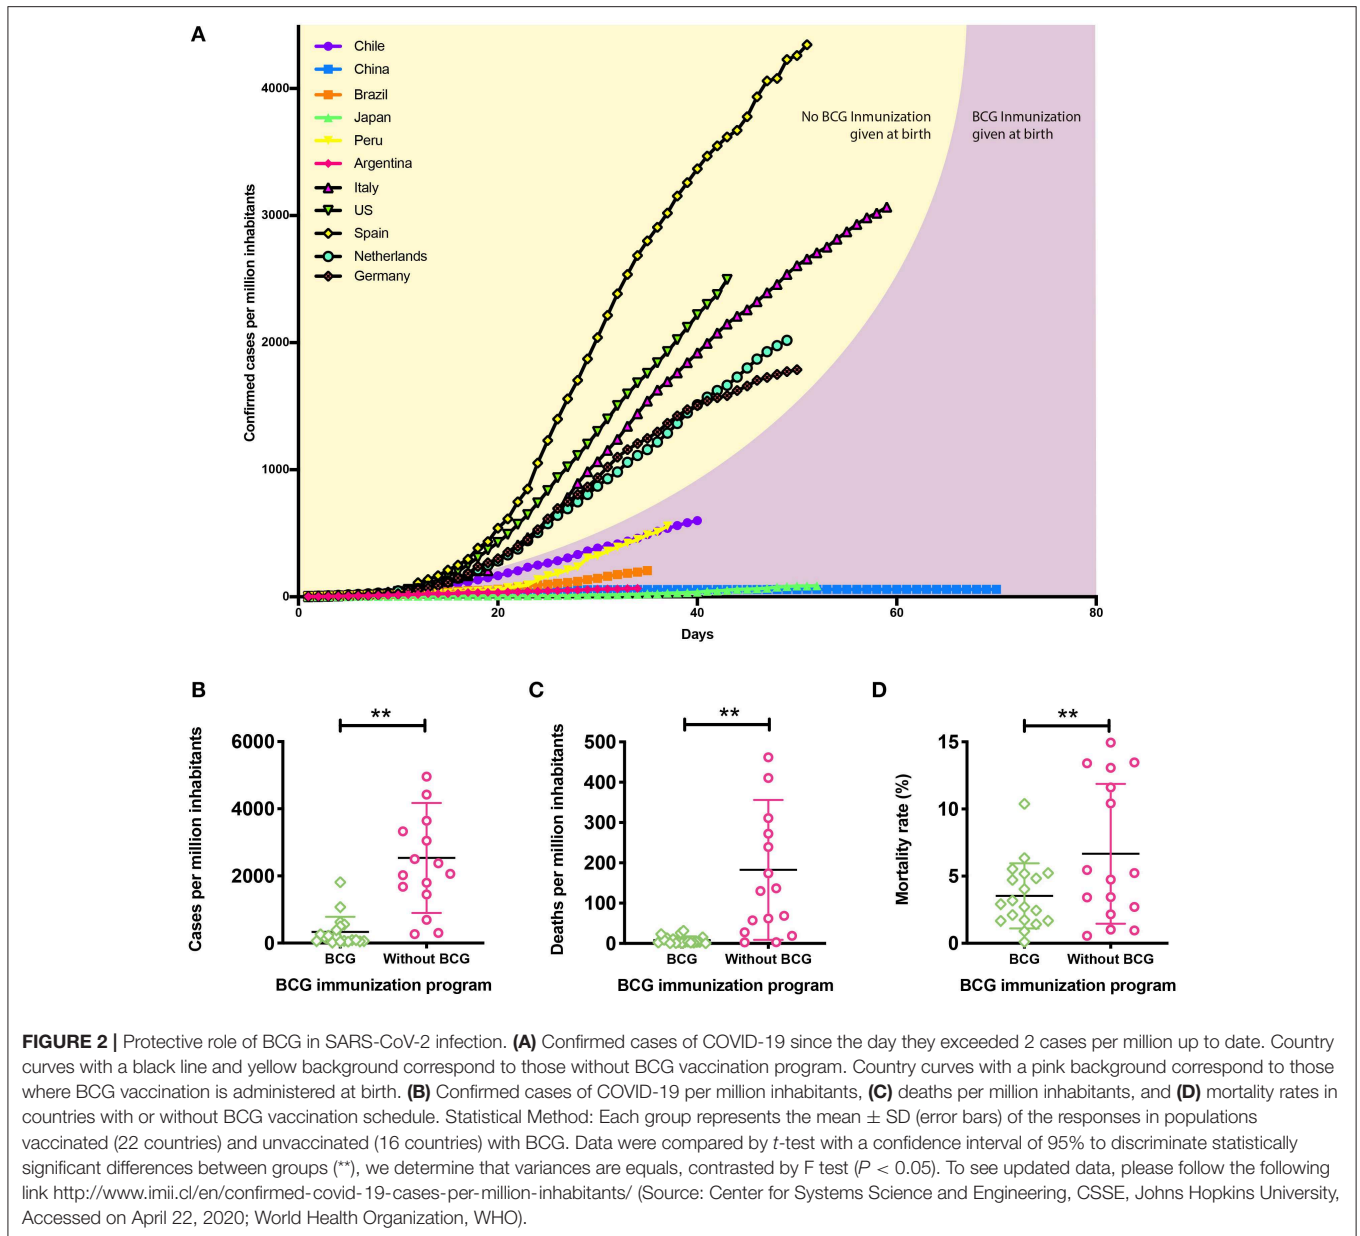 A
Chile
China
Brazil
Japan
Peru
Argentina
Italy
US
Spain
Netherlands
Germany
No BCG Inmunization
given at birth
BCG Inmunization
given at birth
Confirmed cases per million inhabitants
4000
3000
2000
1000
0
0 20 40 60 80
Days
B
**
Cases per million inhabitants
6000
4000
2000
0
BCG Without BCG
BCG immunization program
C
**
Deaths per million inhabitants
500
400
300
200
100
0
BCG Without BCG
BCG immunization program
D
**
Mortality rate (%)
15
10
5
0
BCG Without BCG
BCG immunization program
FIGURE 2 | Protective role of BCG in SARS-CoV-2 infection. (A) Confirmed cases of COVID-19 since the day they exceeded 2 cases per million up to date. Country
curves with a black line and yellow background correspond to those without BCG vaccination program. Country curves with a pink background correspond to those
where BCG vaccination is administered at birth. (B) Confirmed cases of COVID-19 per million inhabitants, (C) deaths per million inhabitants, and (D) mortality rates in
countries with or without BCG vaccination schedule. Statistical Method: Each group represents the mean ± SD (error bars) of the responses in populations
vaccinated (22 countries) and unvaccinated (16 countries) with BCG. Data were compared by t-test with a confidence interval of 95% to discriminate statistically
significant differences between groups (**), we determine that variances are equals, contrasted by F test (P < 0.05). To see updated data, please follow the following
link http://www.imii.cl/en/confirmed-covid-19-cases-per-million-inhabitants/ (Source: Center for Systems Science and Engineering, CSSE, Johns Hopkins University,
Accessed on April 22, 2020; World Health Organization, WHO).